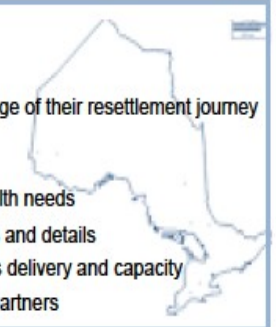 ge of their resettlement journey
lth needs
and details
s delivery and capacity
artners